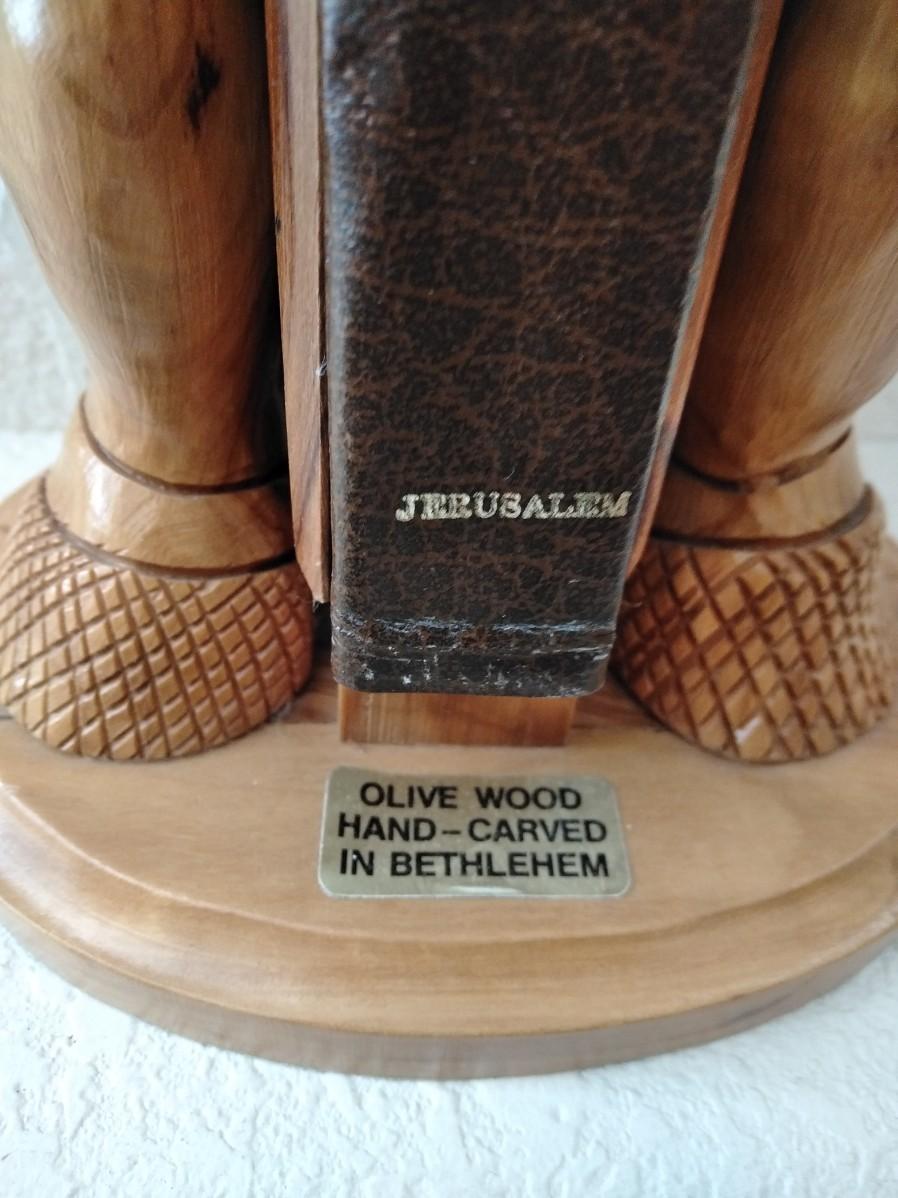 JERUSALEM
OLIVE WOOD
HAND-CARVED
IN BETHLEHEM